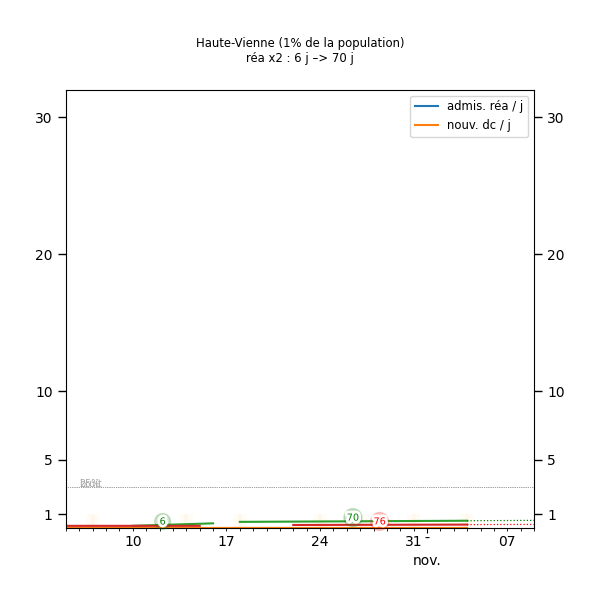 Haute-Vienne (1% de la population)
réa x2 : 6 j –> 70 j
admis. réa / j
nouv. dc / j
30 30
20 20
10 10
5 5
1 1
6 70 76
10 17 24 31 - 07
nov.